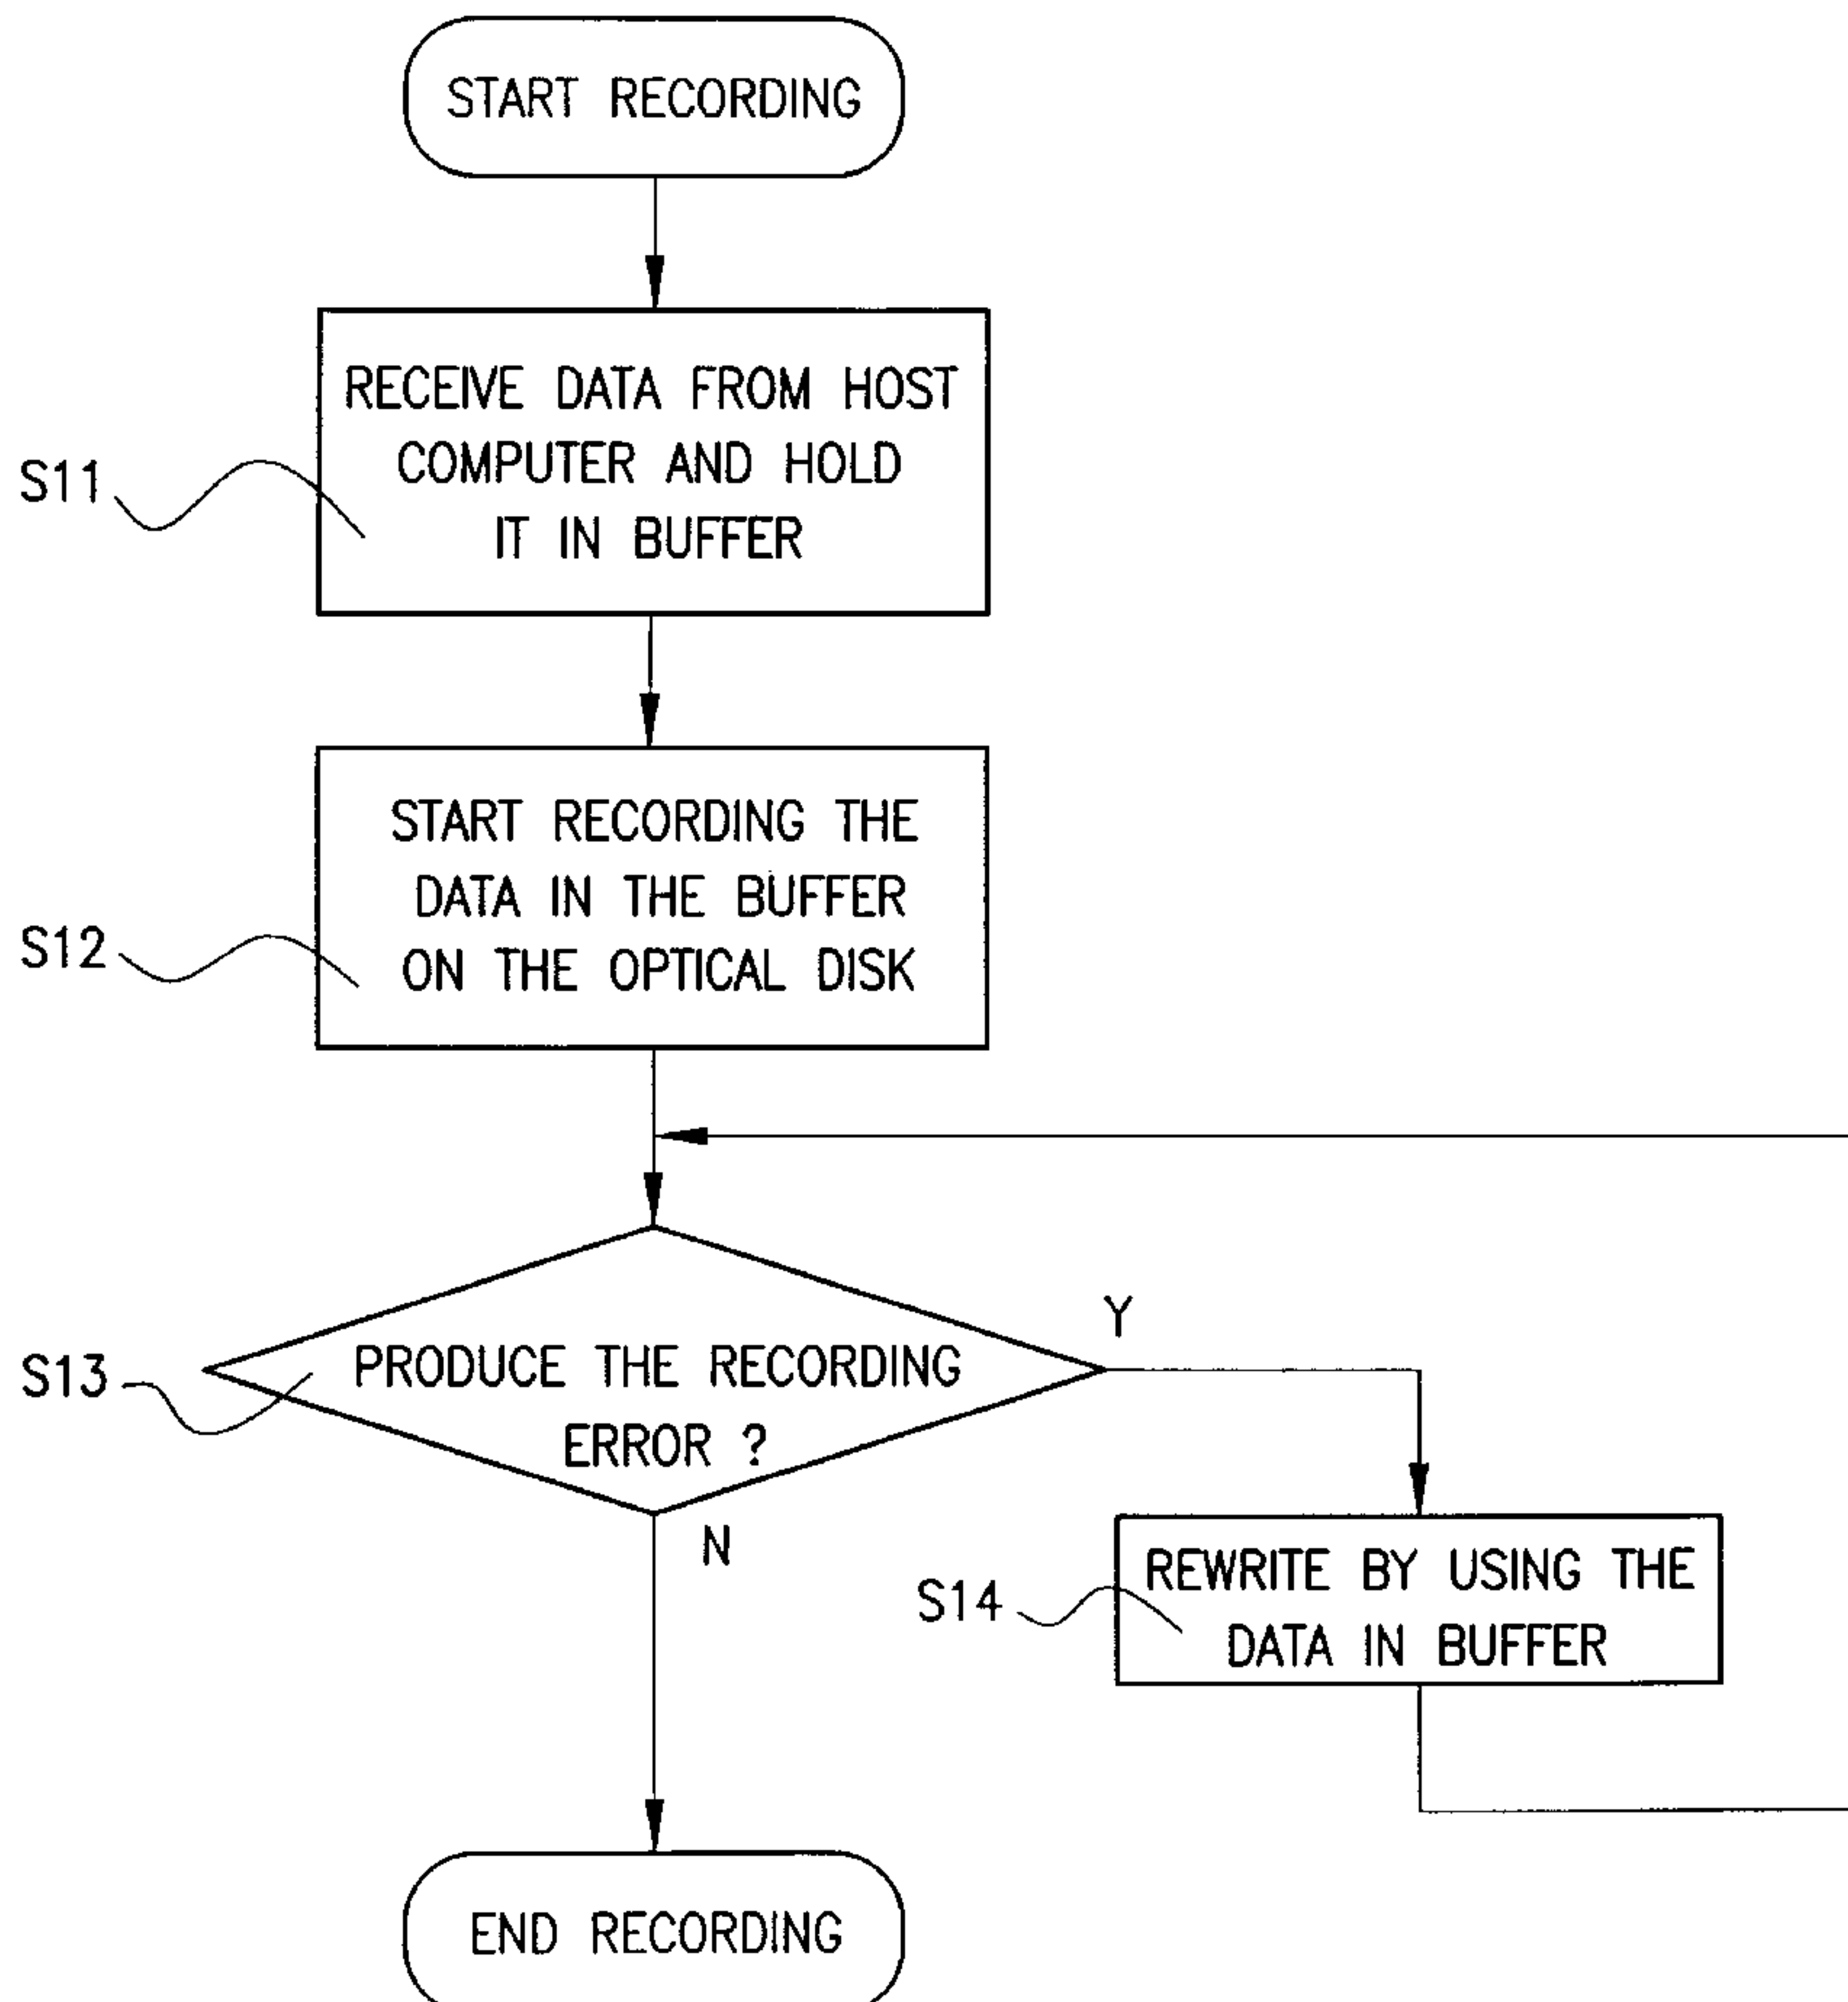 START RECORDING
RECEIVE DATA FROM HOST
COMPUTER AND HOLD
IT IN BUFFER
S11
START RECORDING THE
DATA IN THE BUFFER
ON THE OPTICAL DISK
S12
PRODUCE THE RECORDING
ERROR ?
S13
Y
N
REWRITE BY USING THE
DATA IN BUFFER
S14
END RECORDING